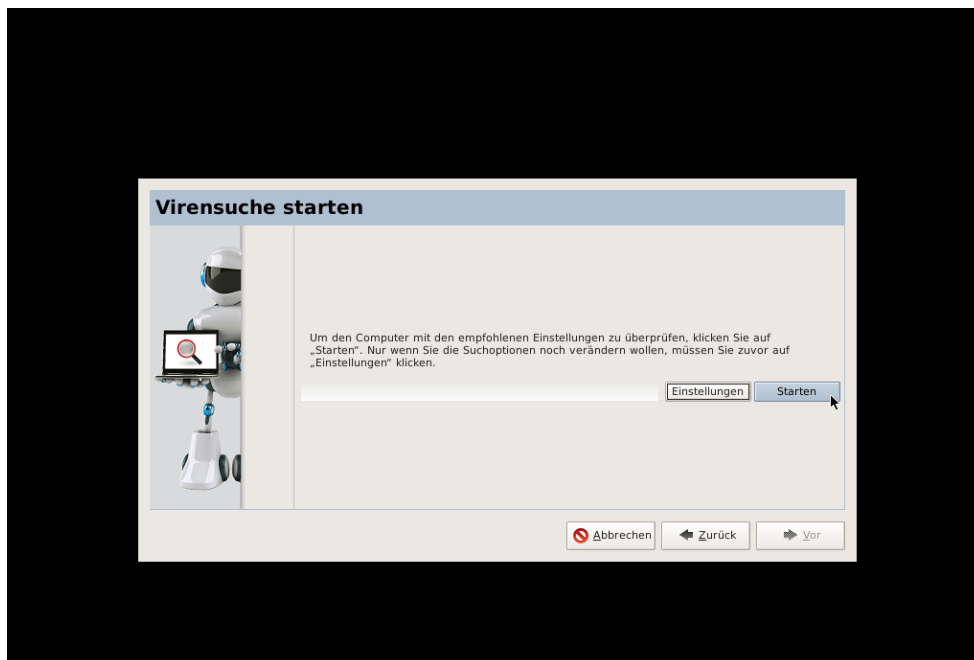 Virensuche starten
Um den Computer mit den empfohlenen Einstellungen zu überprüfen, klicken Sie auf
„Starten“. Nur wenn Sie die Suchoptionen noch verändern wollen, müssen Sie zuvor auf
„Einstellungen“ klicken.
Einstellungen Starten
Abbrechen Zurück Vor